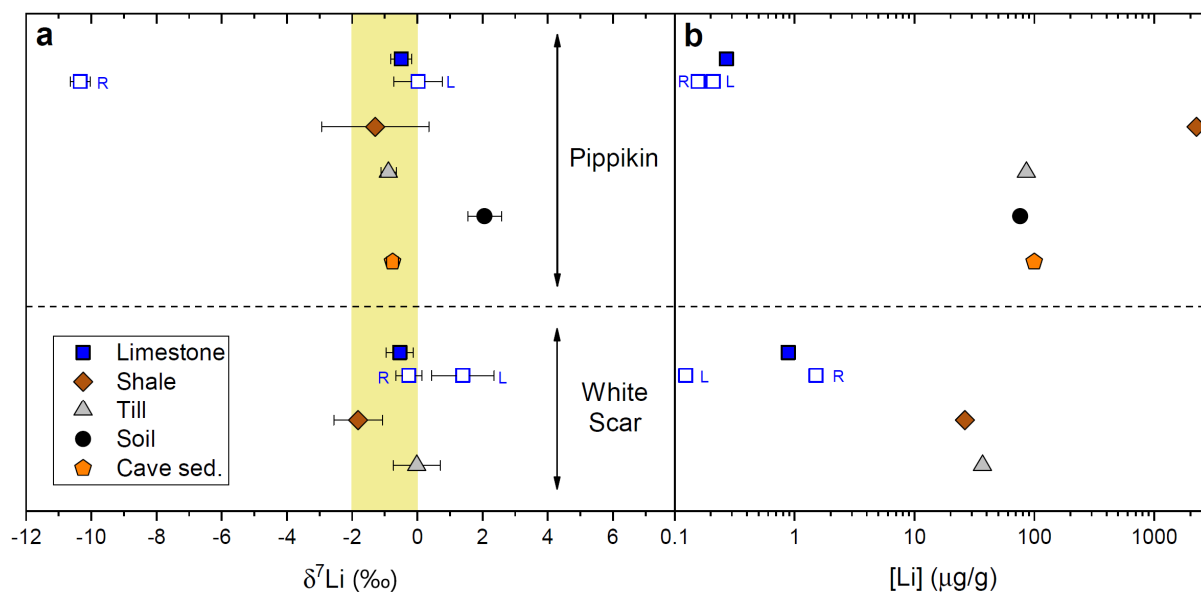 a
b
R
L
R
L
Pippikin
Limestone
Shale
Till
Soil
Cave sed.
R
L
L
R
White
Scar
-12 -10 -8 -6 -4 -2 0 2 4 6 0.1 1 10 100 1000
δ⁷Li (‰)
[Li] (μg/g)